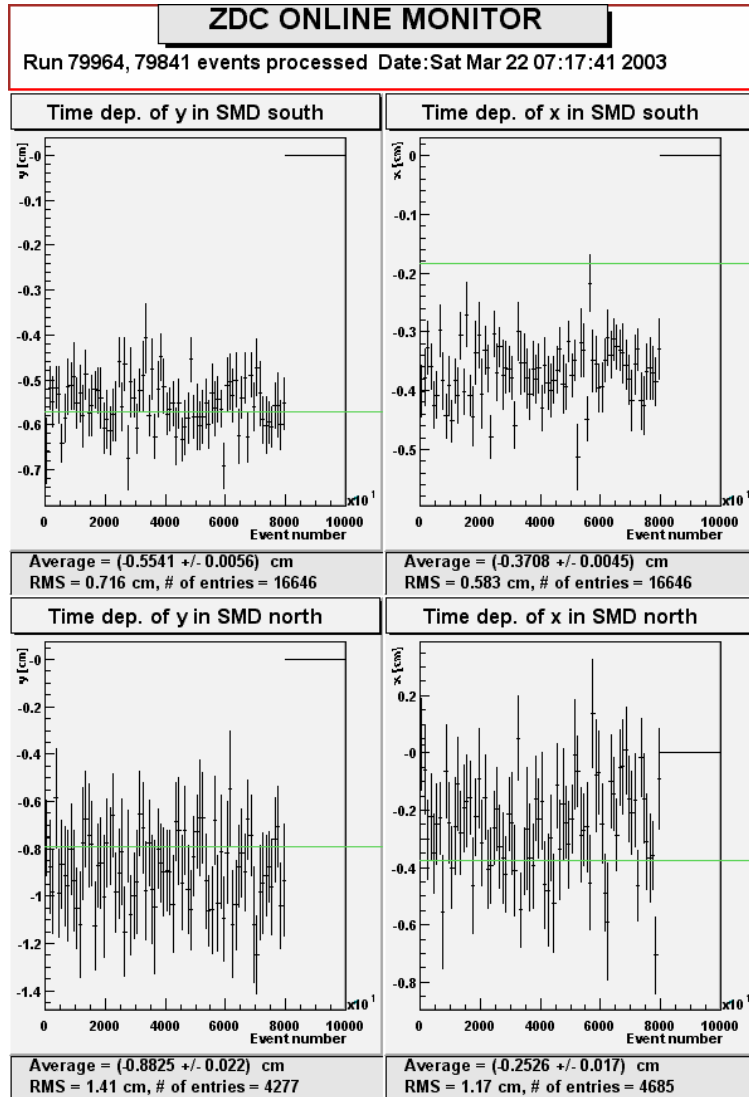 ZDC ONLINE MONITOR
Run 79964, 79841 events processed Date:Sat Mar 22 07:17:41 2003
Time dep. of y in SMD south
y [cm]
-0
-0.1
-0.2
-0.3
-0.4
-0.5
-0.6
-0.7
0 2000 4000 6000 8000 10000
x10^1
Event number
Average = (-0.5541 +/- 0.0056) cm
RMS = 0.716 cm, # of entries = 16646
Time dep. of x in SMD south
x [cm]
0
-0.1
-0.2
-0.3
-0.4
-0.5
0 2000 4000 6000 8000 10000
x10^1
Event number
Average = (-0.3708 +/- 0.0045) cm
RMS = 0.583 cm, # of entries = 16646
Time dep. of y in SMD north
y [cm]
-0
-0.2
-0.4
-0.6
-0.8
-1
-1.2
-1.4
0 2000 4000 6000 8000 10000
x10^1
Event number
Average = (-0.8825 +/- 0.022) cm
RMS = 1.41 cm, # of entries = 4277
Time dep. of x in SMD north
x [cm]
0.2
-0
-0.2
-0.4
-0.6
-0.8
0 2000 4000 6000 8000 10000
x10^1
Event number
Average = (-0.2526 +/- 0.017) cm
RMS = 1.17 cm, # of entries = 4685